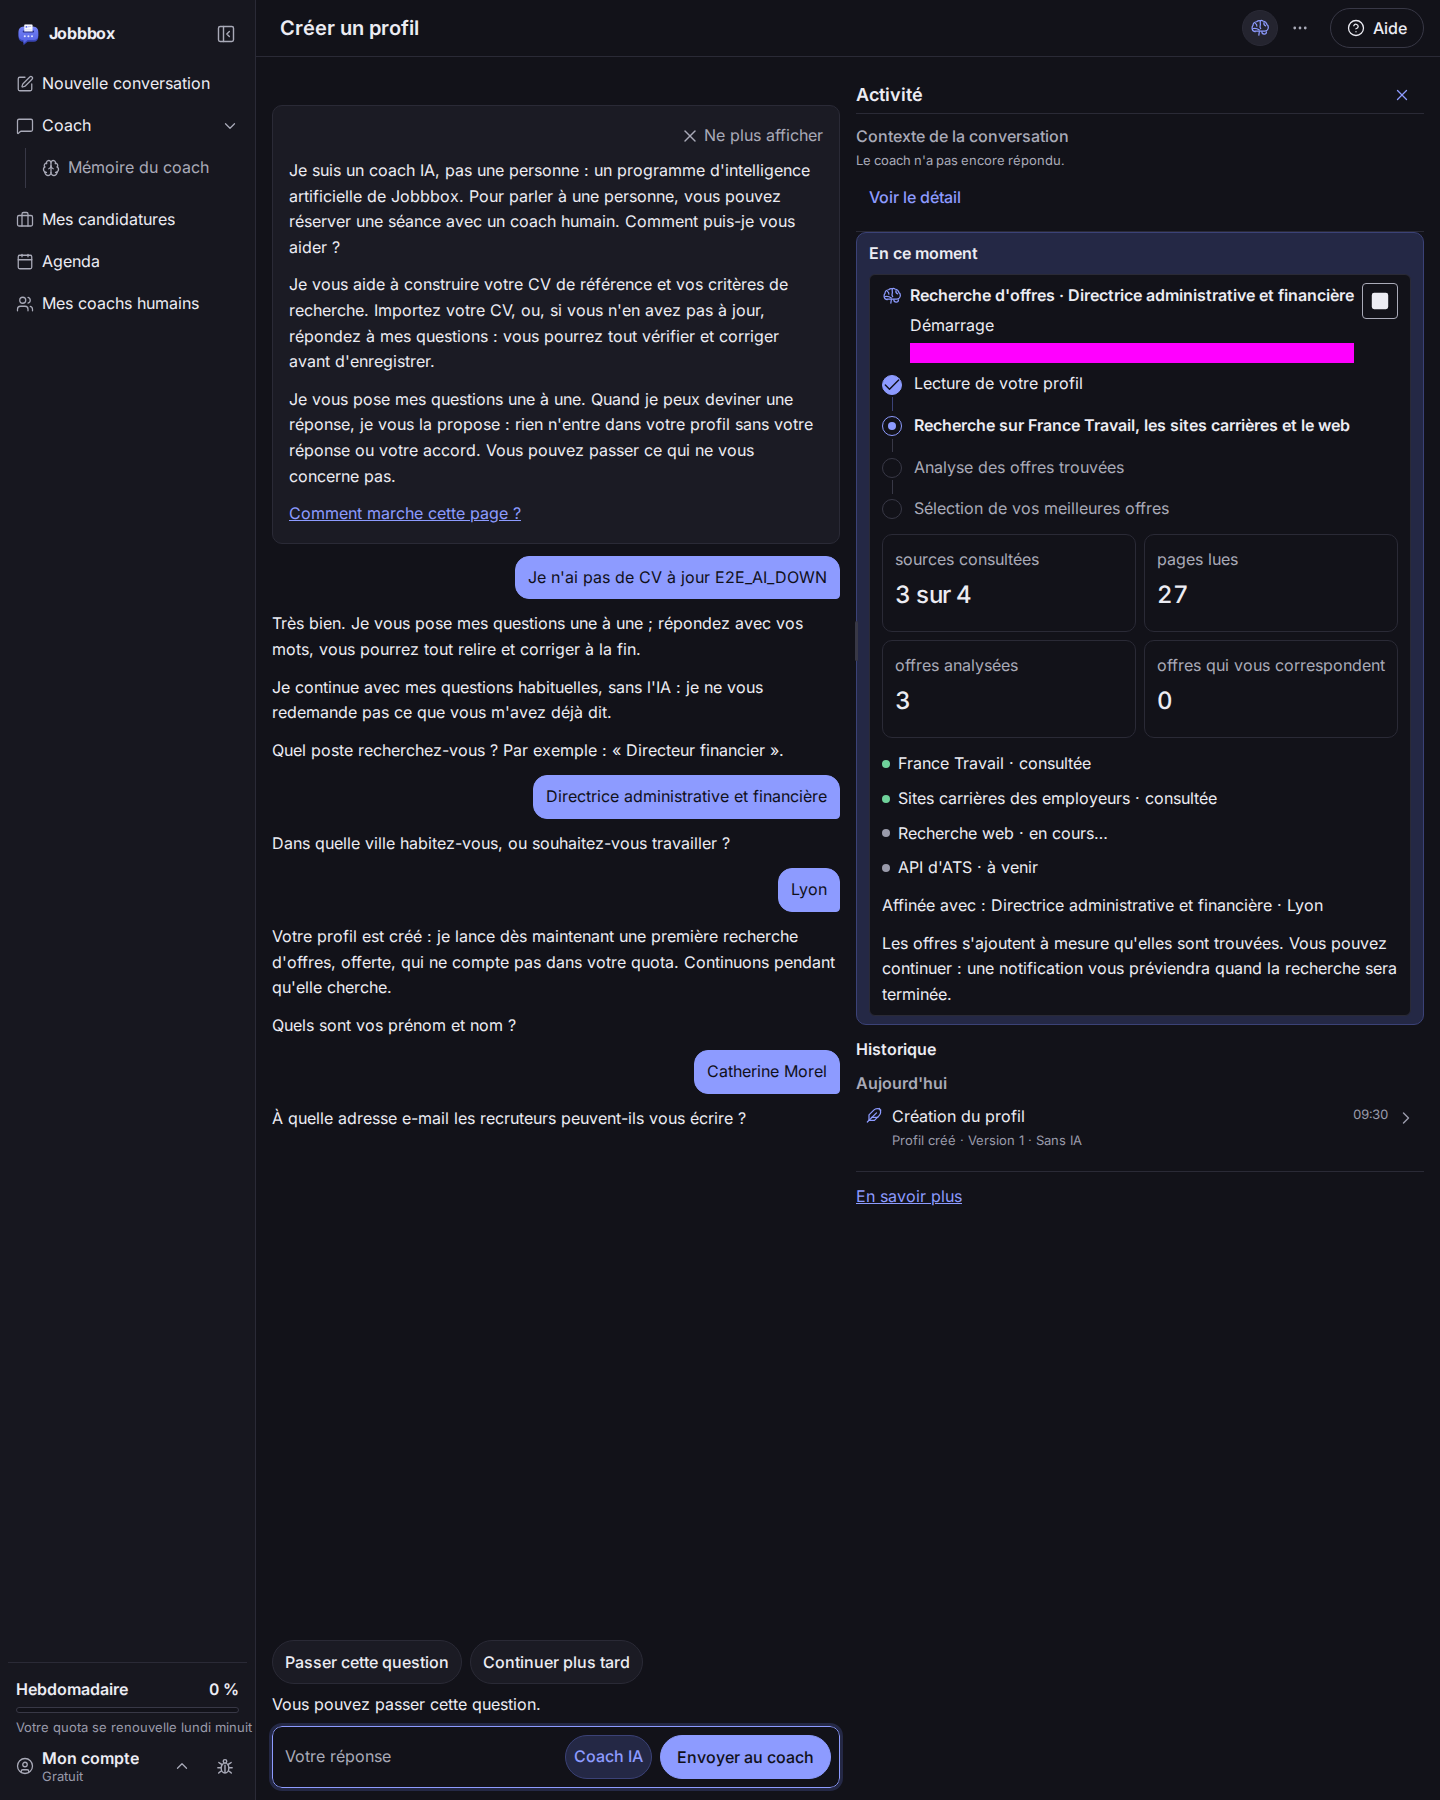 Jobbbox
Nouvelle conversation
Coach
Mémoire du coach
Mes candidatures
Agenda
Mes coachs humains
Hebdomadaire
0 %
Votre quota se renouvelle lundi minuit
Mon compte
Gratuit
Créer un profil
Aide
Ne plus afficher
Je suis un coach IA, pas une personne : un programme d'intelligence
artificielle de Jobbbox. Pour parler à une personne, vous pouvez
réserver une séance avec un coach humain. Comment puis-je vous
aider ?
Je vous aide à construire votre CV de référence et vos critères de
recherche. Importez votre CV, ou, si vous n'en avez pas à jour,
répondez à mes questions : vous pourrez tout vérifier et corriger
avant d'enregistrer.
Je vous pose mes questions une à une. Quand je peux deviner une
réponse, je vous la propose : rien n'entre dans votre profil sans votre
réponse ou votre accord. Vous pouvez passer ce qui ne vous
concerne pas.
Comment marche cette page ?
Je n'ai pas de CV à jour E2E_AI_DOWN
Très bien. Je vous pose mes questions une à une ; répondez avec vos
mots, vous pourrez tout relire et corriger à la fin.
Je continue avec mes questions habituelles, sans l'IA : je ne vous
redemande pas ce que vous m'avez déjà dit.
Quel poste recherchez-vous ? Par exemple : « Directeur financier ».
Directrice administrative et financière
Dans quelle ville habitez-vous, ou souhaitez-vous travailler ?
Lyon
Votre profil est créé : je lance dès maintenant une première recherche
d'offres, offerte, qui ne compte pas dans votre quota. Continuons pendant
qu'elle cherche.
Quels sont vos prénom et nom ?
Catherine Morel
À quelle adresse e-mail les recruteurs peuvent-ils vous écrire ?
Passer cette question
Continuer plus tard
Vous pouvez passer cette question.
Votre réponse
Coach IA
Envoyer au coach
Activité
Contexte de la conversation
Le coach n'a pas encore répondu.
Voir le détail
En ce moment
Recherche d'offres · Directrice administrative et financière
Démarrage
Lecture de votre profil
Recherche sur France Travail, les sites carrières et le web
Analyse des offres trouvées
Sélection de vos meilleures offres
sources consultées
3 sur 4
pages lues
27
offres analysées
3
offres qui vous correspondent
0
France Travail · consultée
Sites carrières des employeurs · consultée
Recherche web · en cours…
API d'ATS · à venir
Affinée avec : Directrice administrative et financière · Lyon
Les offres s'ajoutent à mesure qu'elles sont trouvées. Vous pouvez
continuer : une notification vous préviendra quand la recherche sera
terminée.
Historique
Aujourd'hui
Création du profil
09:30
Profil créé · Version 1 · Sans IA
En savoir plus